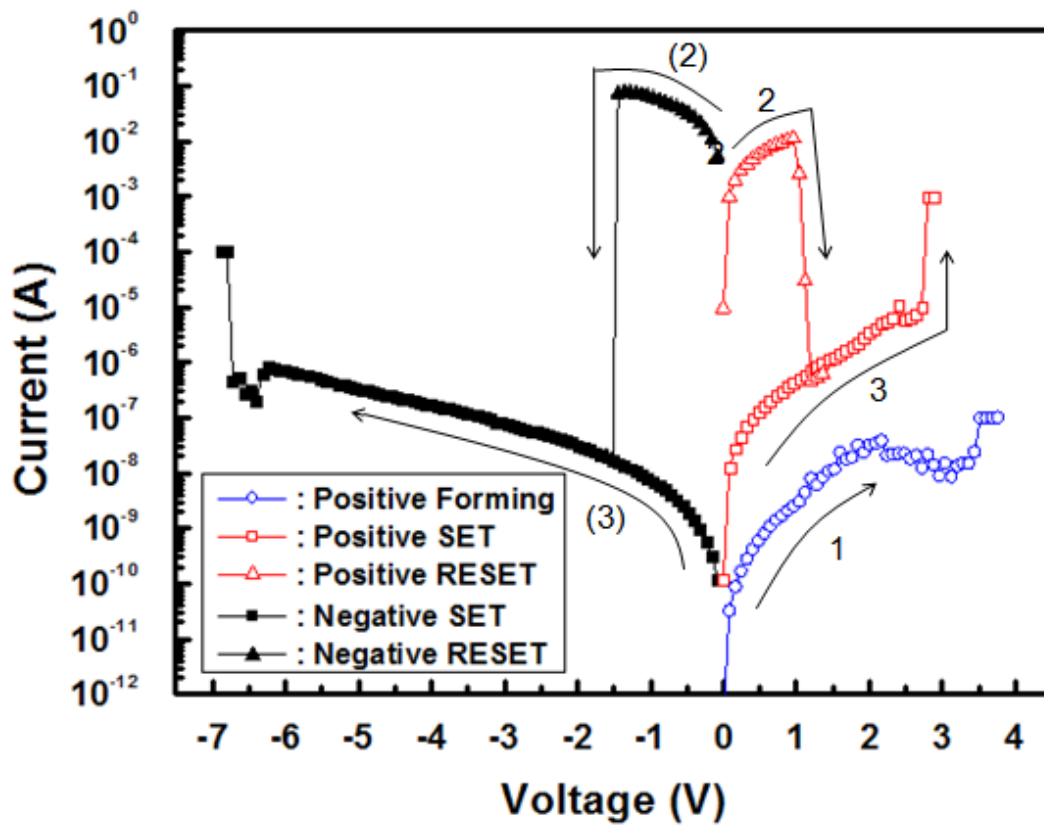 10⁰
10⁻¹
10⁻²
10⁻³
10⁻⁴
10⁻⁵
10⁻⁶
10⁻⁷
10⁻⁸
10⁻⁹
10⁻¹⁰
10⁻¹¹
10⁻¹²
Current (A)
(2)
2
3
(3)
1
: Positive Forming
: Positive SET
: Positive RESET
: Negative SET
: Negative RESET
-7 -6 -5 -4 -3 -2 -1 0 1 2 3 4
Voltage (V)